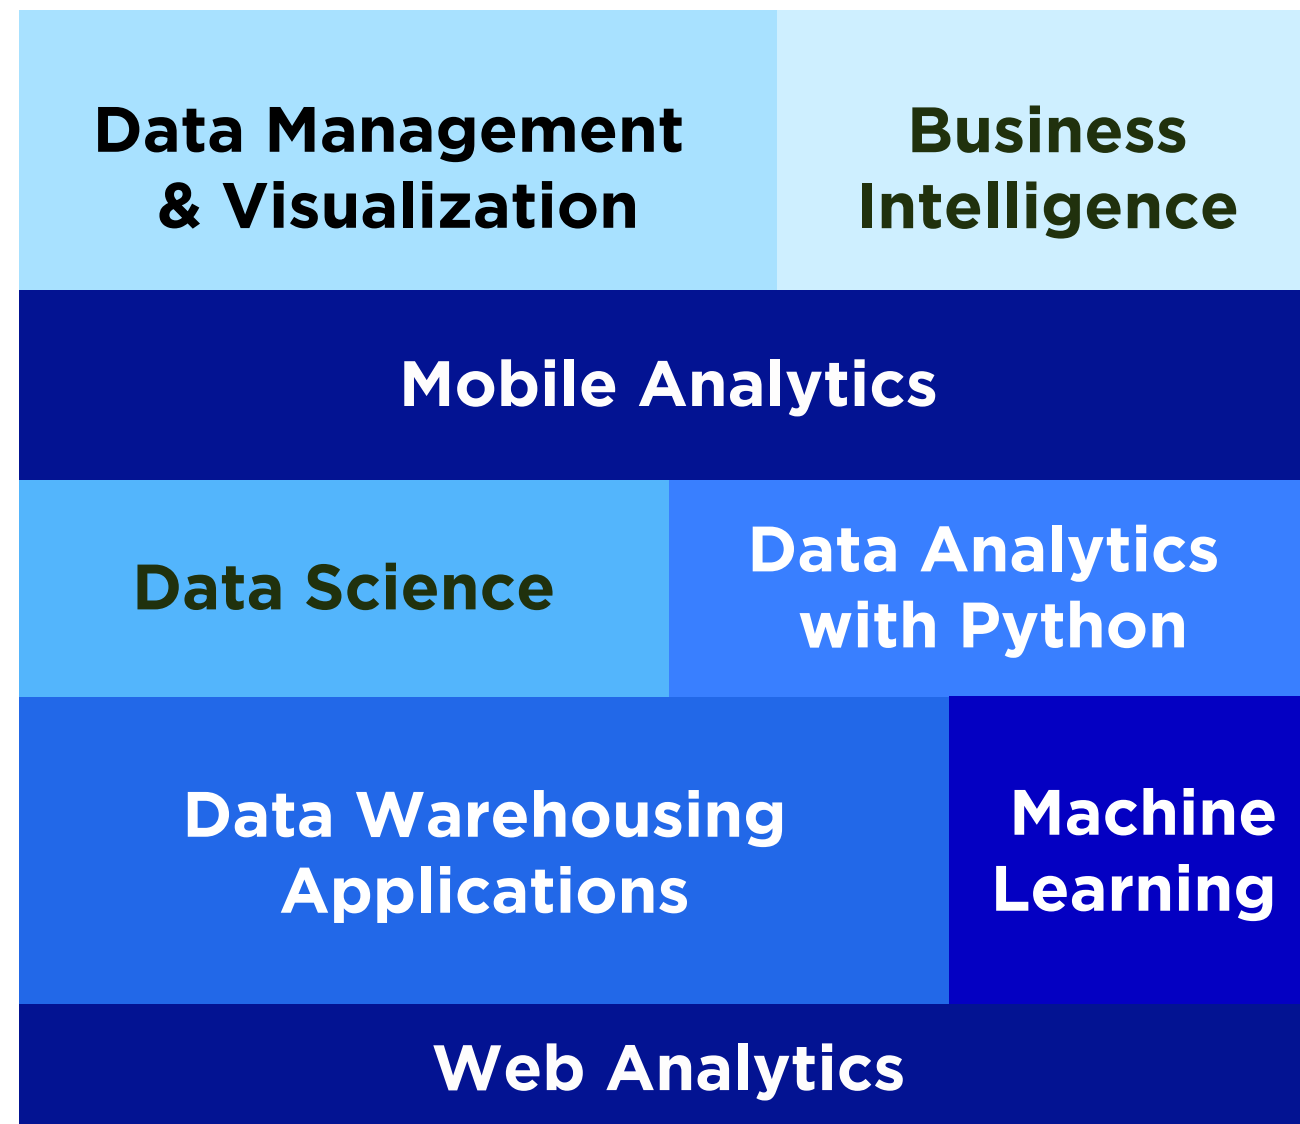 Data Management
& Visualization
Business
Intelligence
Mobile Analytics
Data Science
Data Analytics
with Python
Data Warehousing
Applications
Machine
Learning
Web Analytics